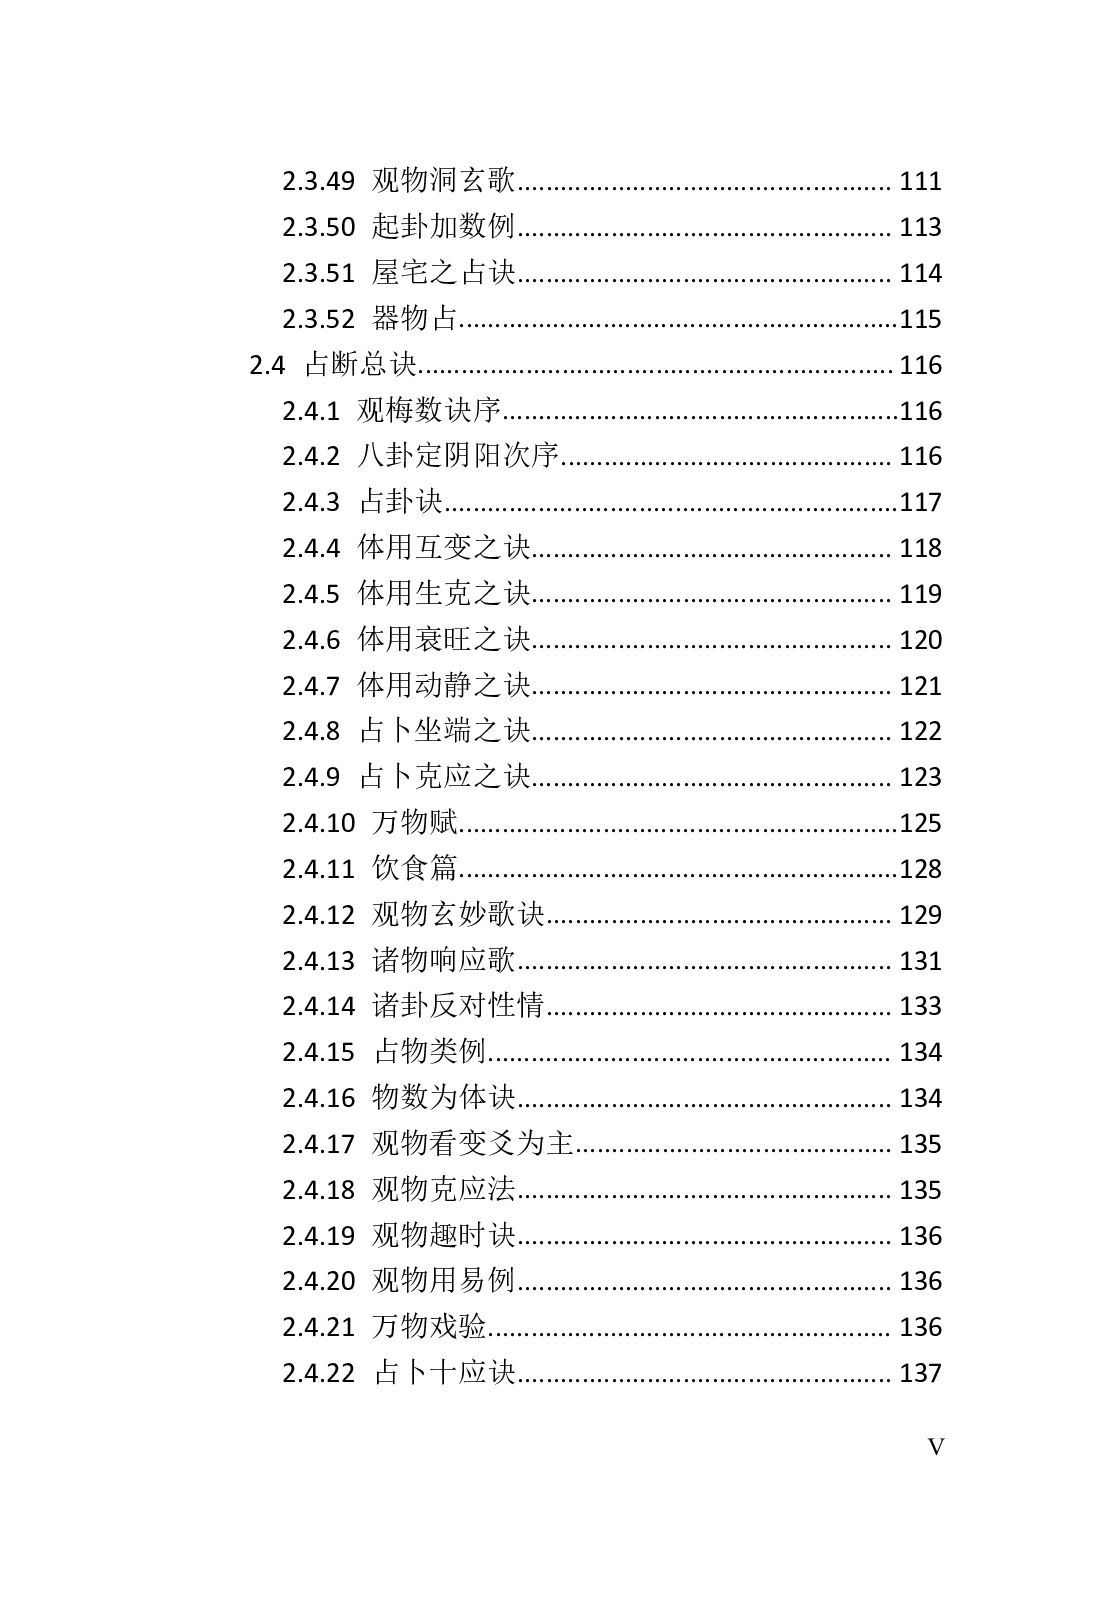 2.3.49 观物洞玄歌.................................................... 111
2.3.50 起卦加数例.................................................... 113
2.3.51 屋宅之占诀.................................................... 114
2.3.52 器物占.............................................................115
2.4 占断总诀.................................................................. 116
2.4.1 观梅数诀序.......................................................116
2.4.2 八卦定阴阳次序.............................................. 116
2.4.3 占卦诀...............................................................117
2.4.4 体用互变之诀.................................................. 118
2.4.5 体用生克之诀.................................................. 119
2.4.6 体用衰旺之诀.................................................. 120
2.4.7 体用动静之诀.................................................. 121
2.4.8 占卜坐端之诀.................................................. 122
2.4.9 占卜克应之诀.................................................. 123
2.4.10 万物赋.............................................................125
2.4.11 饮食篇.............................................................128
2.4.12 观物玄妙歌诀................................................ 129
2.4.13 诸物响应歌.................................................... 131
2.4.14 诸卦反对性情................................................ 133
2.4.15 占物类例........................................................ 134
2.4.16 物数为体诀.................................................... 134
2.4.17 观物看变爻为主............................................ 135
2.4.18 观物克应法.................................................... 135
2.4.19 观物趣时诀.................................................... 136
2.4.20 观物用易例.................................................... 136
2.4.21 万物戏验........................................................ 136
2.4.22 占卜十应诀.................................................... 137
V